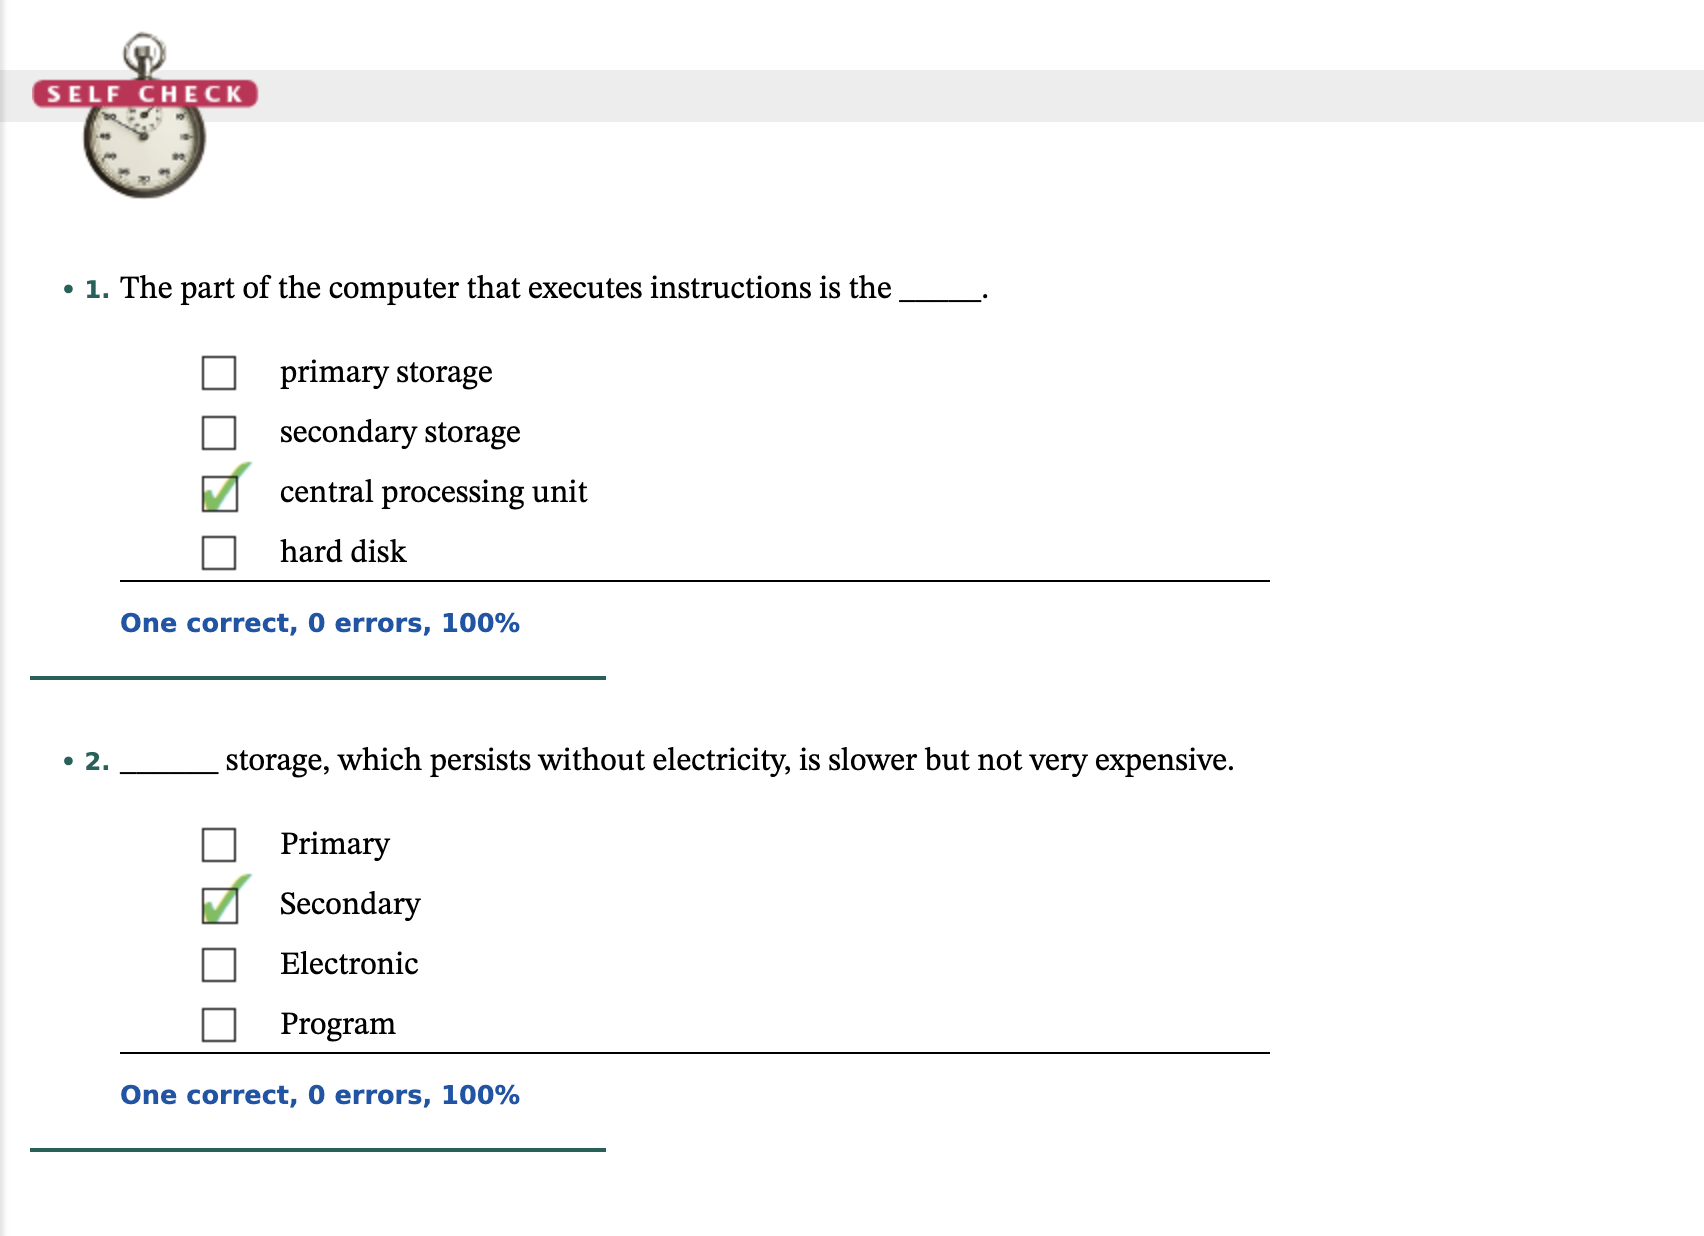 SELF CHECK
• 1. The part of the computer that executes instructions is the _____.
primary storage
secondary storage
central processing unit
hard disk
One correct, 0 errors, 100%
• 2. ______ storage, which persists without electricity, is slower but not very expensive.
Primary
Secondary
Electronic
Program
One correct, 0 errors, 100%